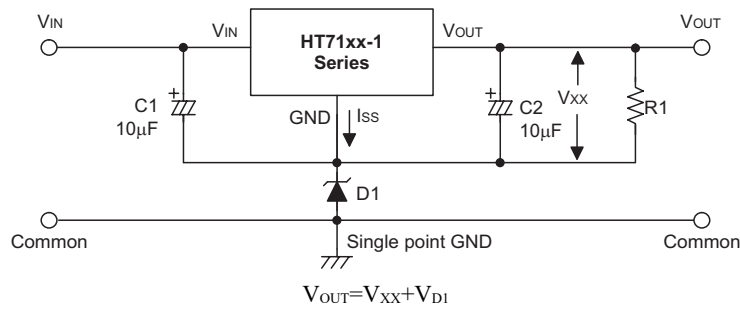 VIN
VIN
HT71xx-1
Series
VOUT
VOUT
C1
10μF
GND
ISS
C2
10μF
VXX
R1
D1
Common
Single point GND
Common
VOUT=VXX+VD1